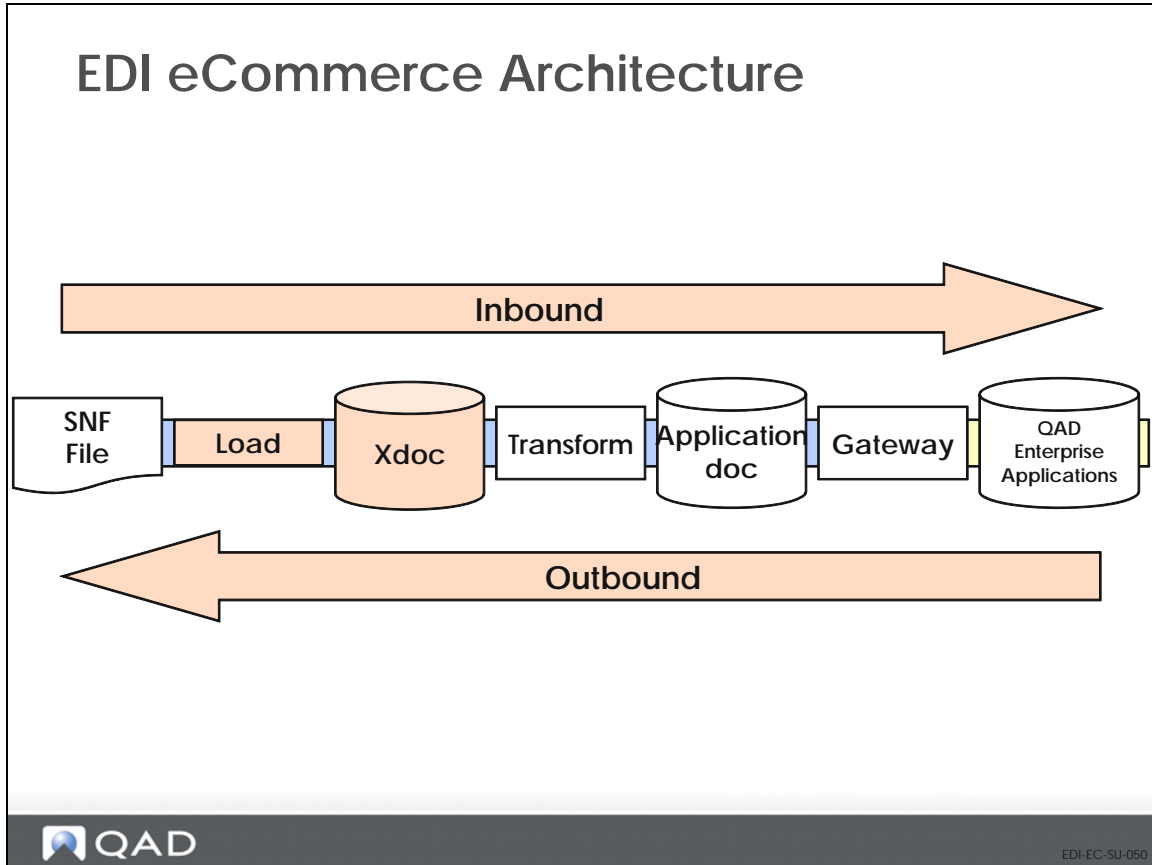 EDI eCommerce Architecture
Inbound
SNF
File
Load
Xdoc
Transform
Application
doc
Gateway
QAD
Enterprise
Applications
Outbound
QAD
EDI-EC-SU-050